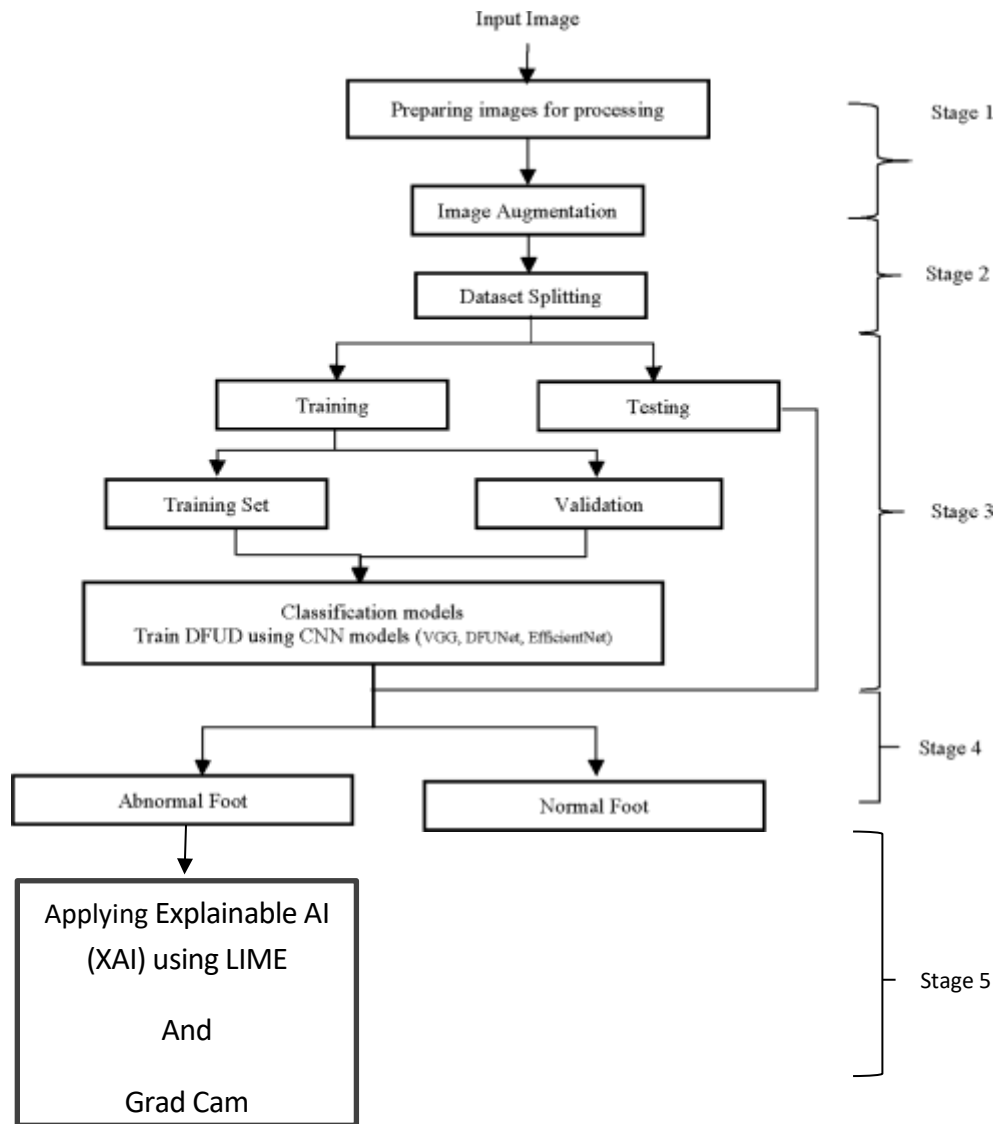 Input Image
Preparing images for processing
Stage 1
Image Augmentation
Stage 2
Dataset Splitting
Training
Testing
Training Set
Validation
Stage 3
Classification models
Train DFUD using CNN models (VGG, DFUNet, EfficientNet)
Stage 4
Abnormal Foot
Normal Foot
Applying Explainable AI
(XAI) using LIME
And
Grad Cam
Stage 5